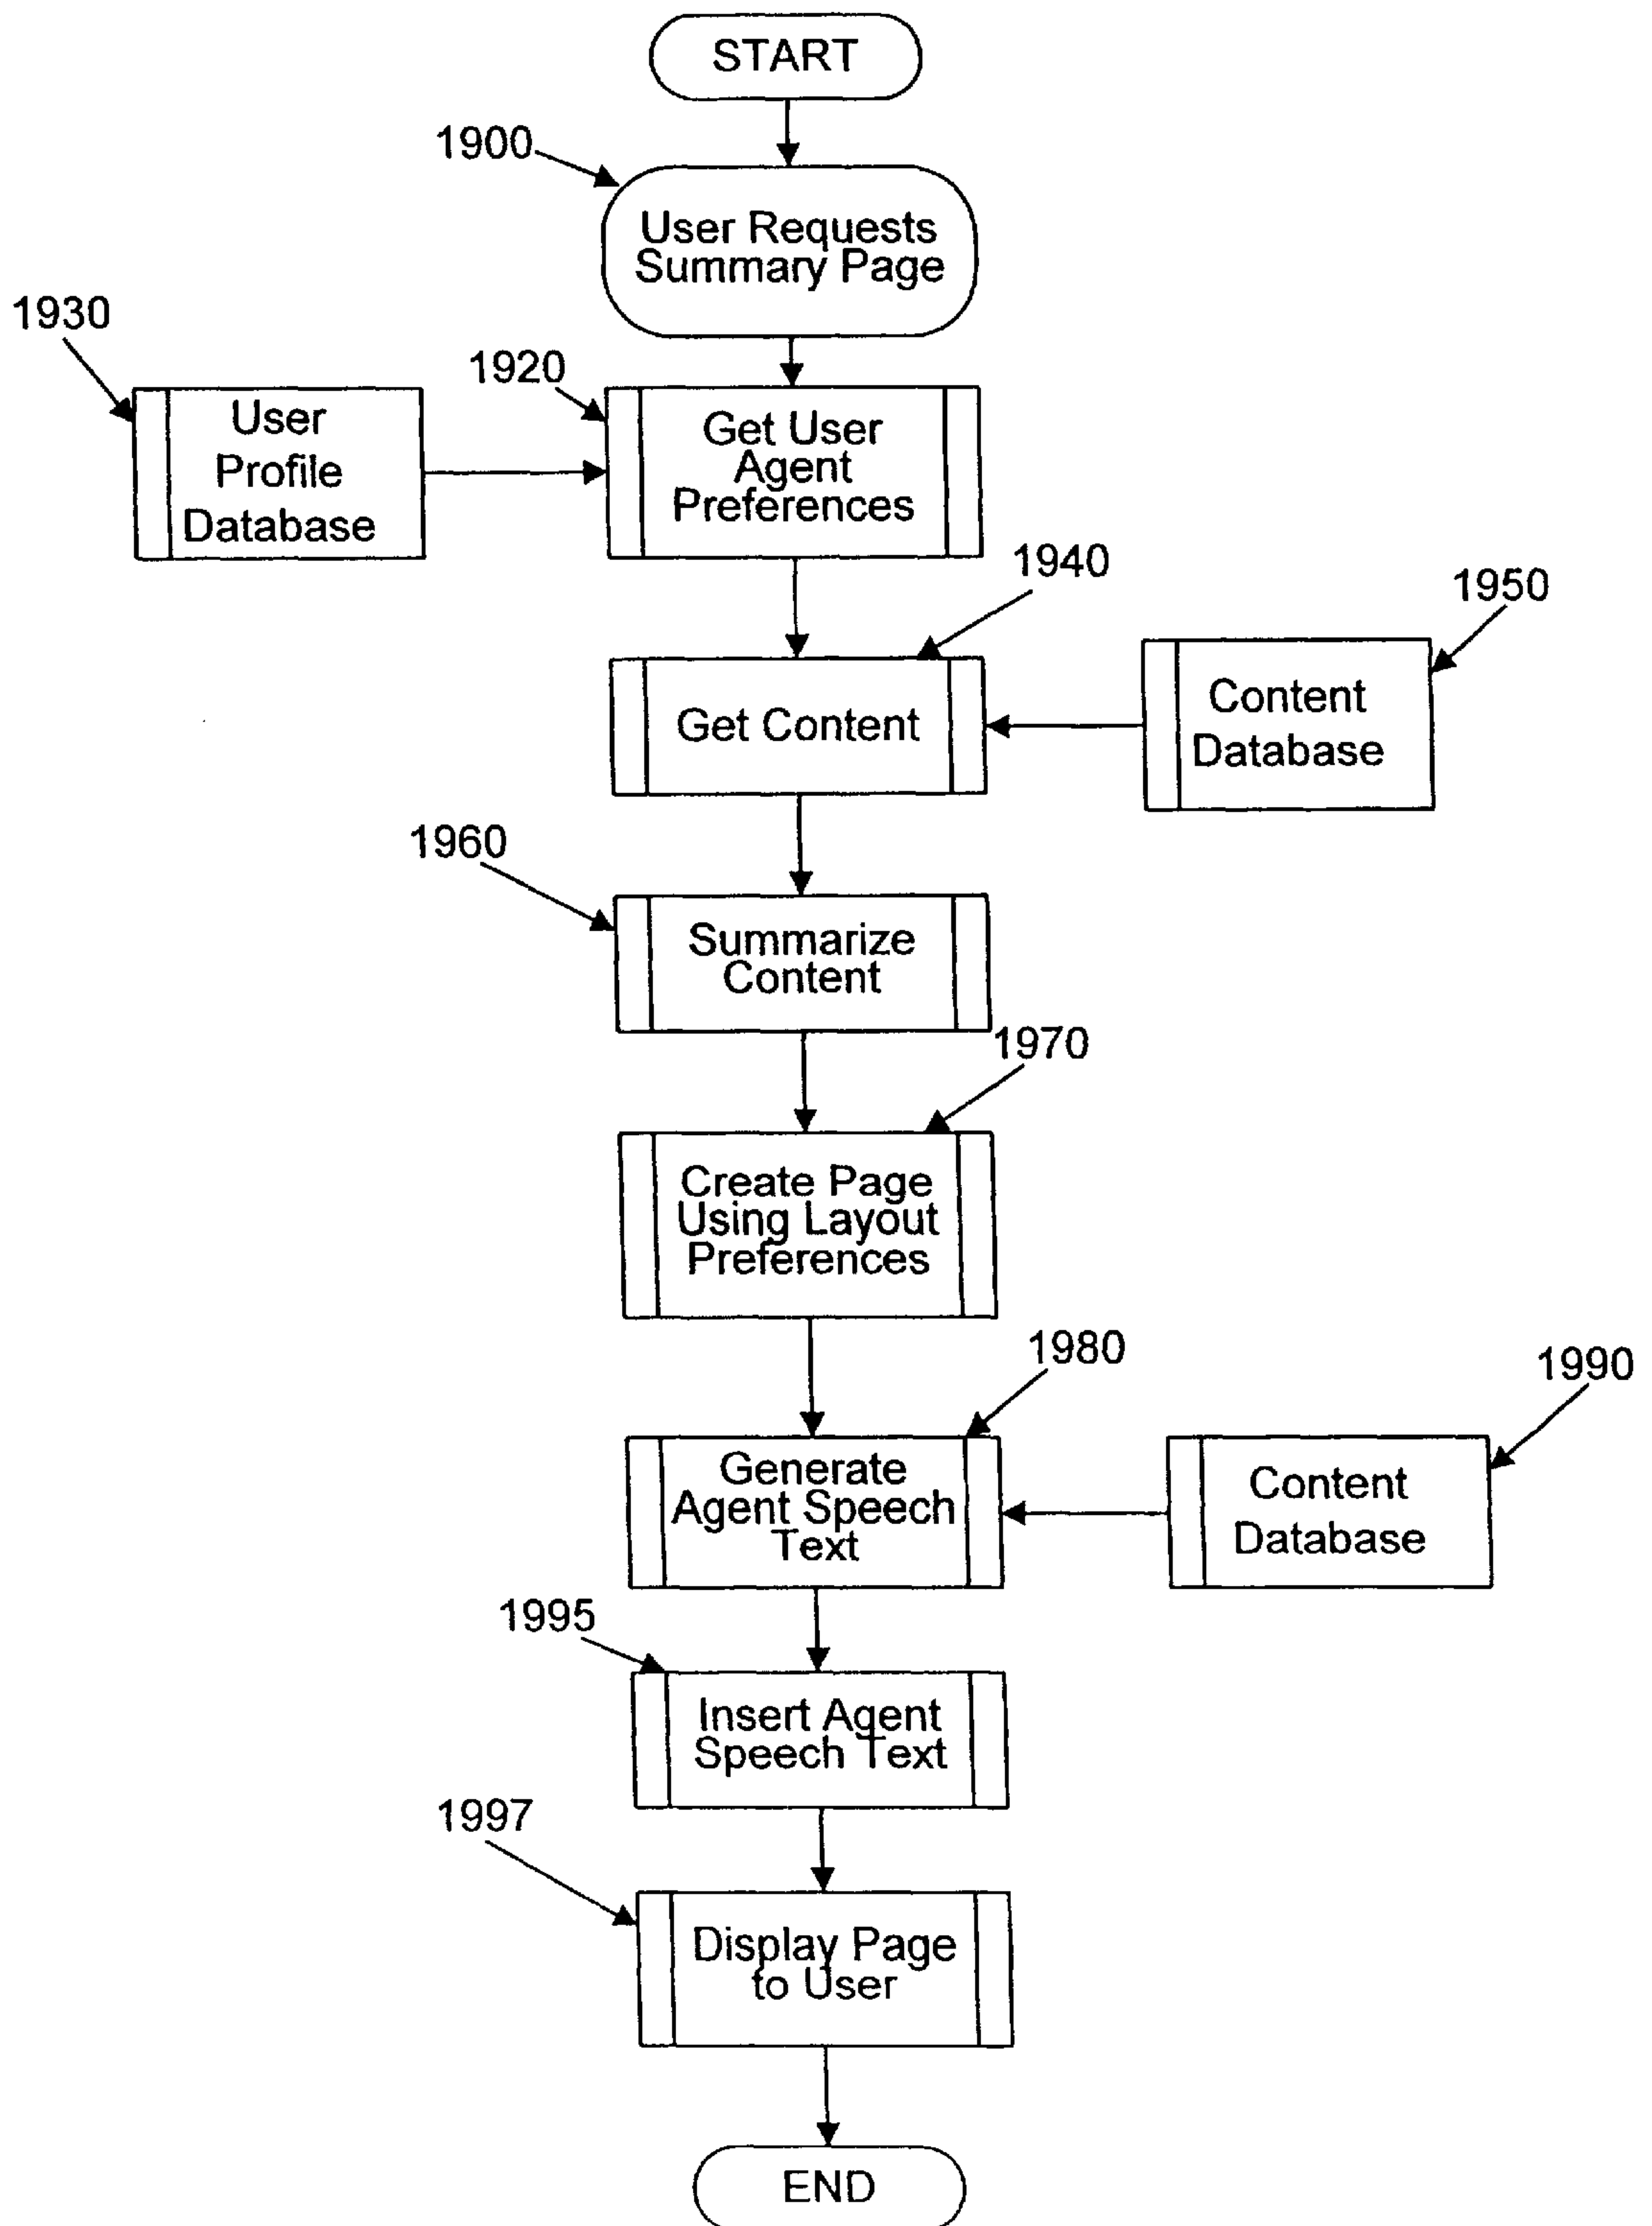 START
1900
User Requests
Summary Page
1930
1920
User
Profile
Database
Get User
Agent
Preferences
1940
1950
Get Content
Content
Database
1960
Summarize
Content
1970
Create Page
Using Layout
Preferences
1980
1990
Generate
Agent Speech
Text
Content
Database
1995
Insert Agent
Speech Text
1997
Display Page
to User
END